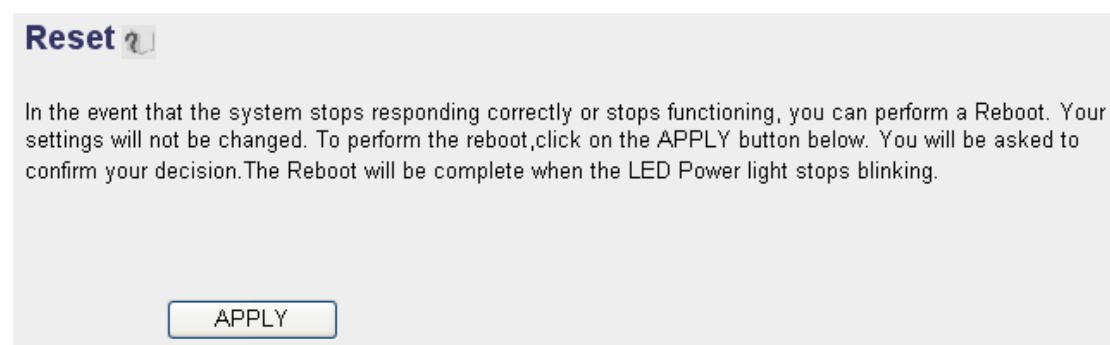 Reset
In the event that the system stops responding correctly or stops functioning, you can perform a Reboot. Your
settings will not be changed. To perform the reboot,click on the APPLY button below. You will be asked to
confirm your decision.The Reboot will be complete when the LED Power light stops blinking.
APPLY